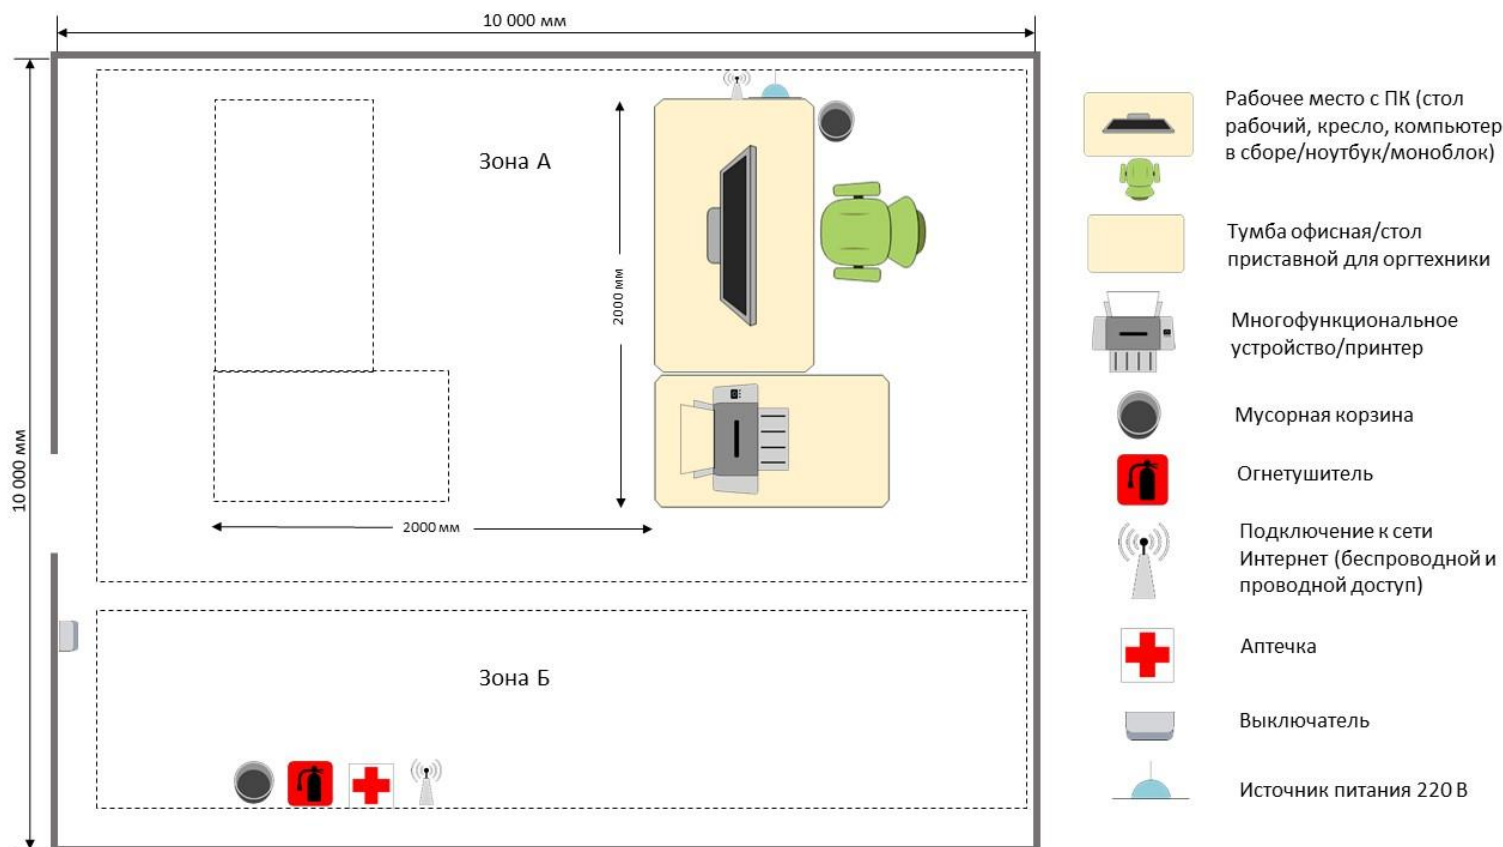 10 000 мм
Зона А
2000 мм
2000 мм
10 000 мм
Зона Б
Рабочее место с ПК (стол
рабочий, кресло, компьютер
в сборе/ноутбук/моноблок)
Тумба офисная/стол
приставной для оргтехники
Многофункциональное
устройство/принтер
Мусорная корзина
Огнетушитель
Подключение к сети
Интернет (беспроводной и
проводной доступ)
Аптечка
Выключатель
Источник питания 220 В